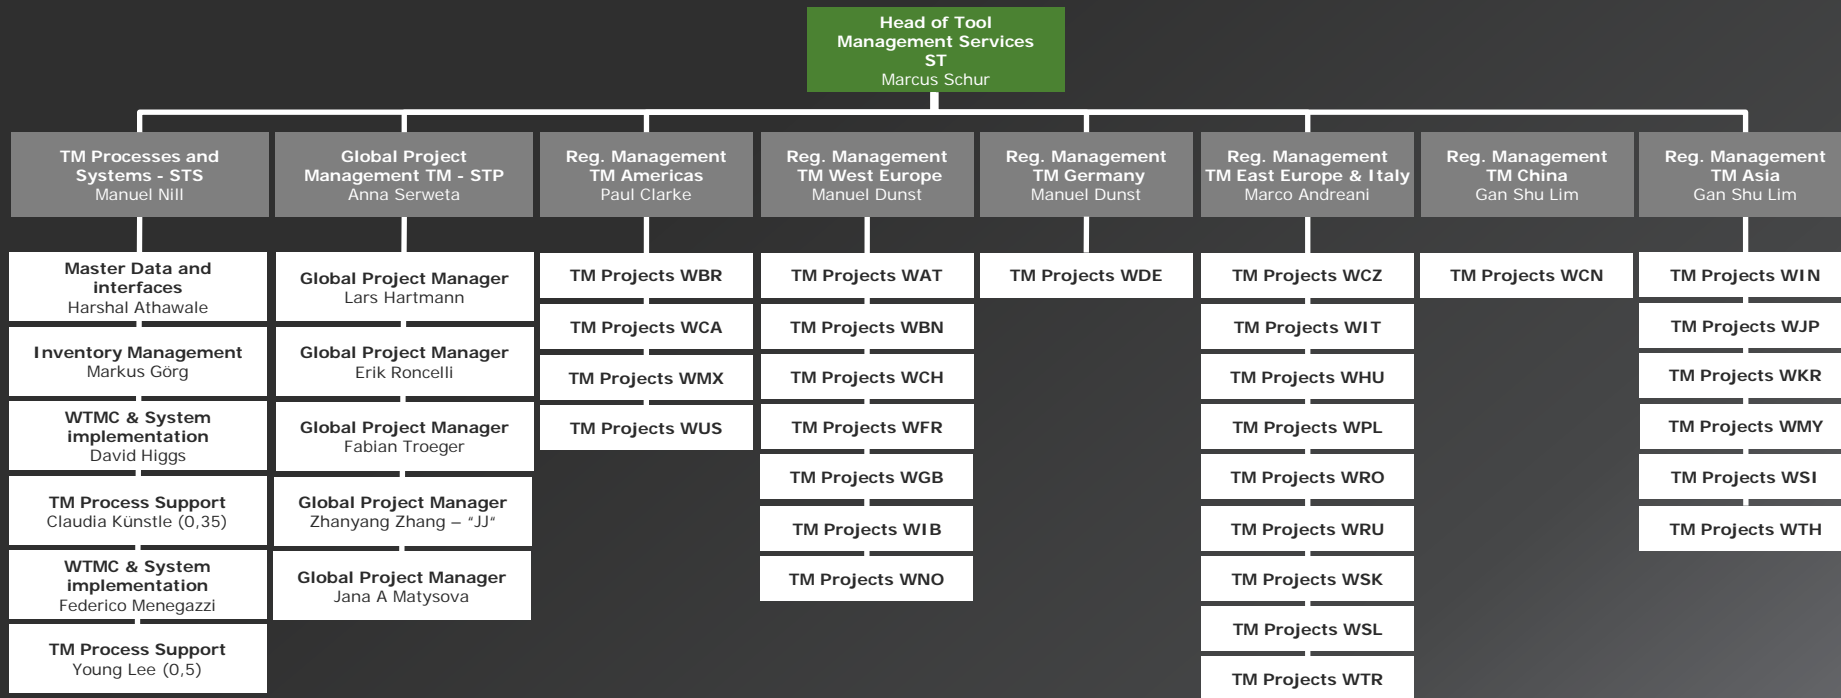 Head of Tool
Management Services
ST
Marcus Schur
TM Processes and
Systems - STS
Manuel Nill
Global Project
Management TM - STP
Anna Serweta
Reg. Management
TM Americas
Paul Clarke
Reg. Management
TM West Europe
Manuel Dunst
Reg. Management
TM Germany
Manuel Dunst
Reg. Management
TM East Europe & Italy
Marco Andreani
Reg. Management
TM China
Gan Shu Lim
Reg. Management
TM Asia
Gan Shu Lim
Master Data and
interfaces
Harshal Athawale
Inventory Management
Markus Görg
WTMC & System
implementation
David Higgs
TM Process Support
Claudia Künstle (0,35)
WTMC & System
implementation
Federico Menegazzi
TM Process Support
Young Lee (0,5)
Global Project Manager
Lars Hartmann
Global Project Manager
Erik Roncelli
Global Project Manager
Fabian Troeger
Global Project Manager
Zhanyang Zhang – "JJ"
Global Project Manager
Jana A Matysova
TM Projects WBR
TM Projects WCA
TM Projects WMX
TM Projects WUS
TM Projects WAT
TM Projects WBN
TM Projects WCH
TM Projects WFR
TM Projects WGB
TM Projects WIB
TM Projects WNO
TM Projects WDE
TM Projects WCZ
TM Projects WIT
TM Projects WHU
TM Projects WPL
TM Projects WRO
TM Projects WRU
TM Projects WSK
TM Projects WSL
TM Projects WTR
TM Projects WCN
TM Projects WIN
TM Projects WJP
TM Projects WKR
TM Projects WMY
TM Projects WSI
TM Projects WTH